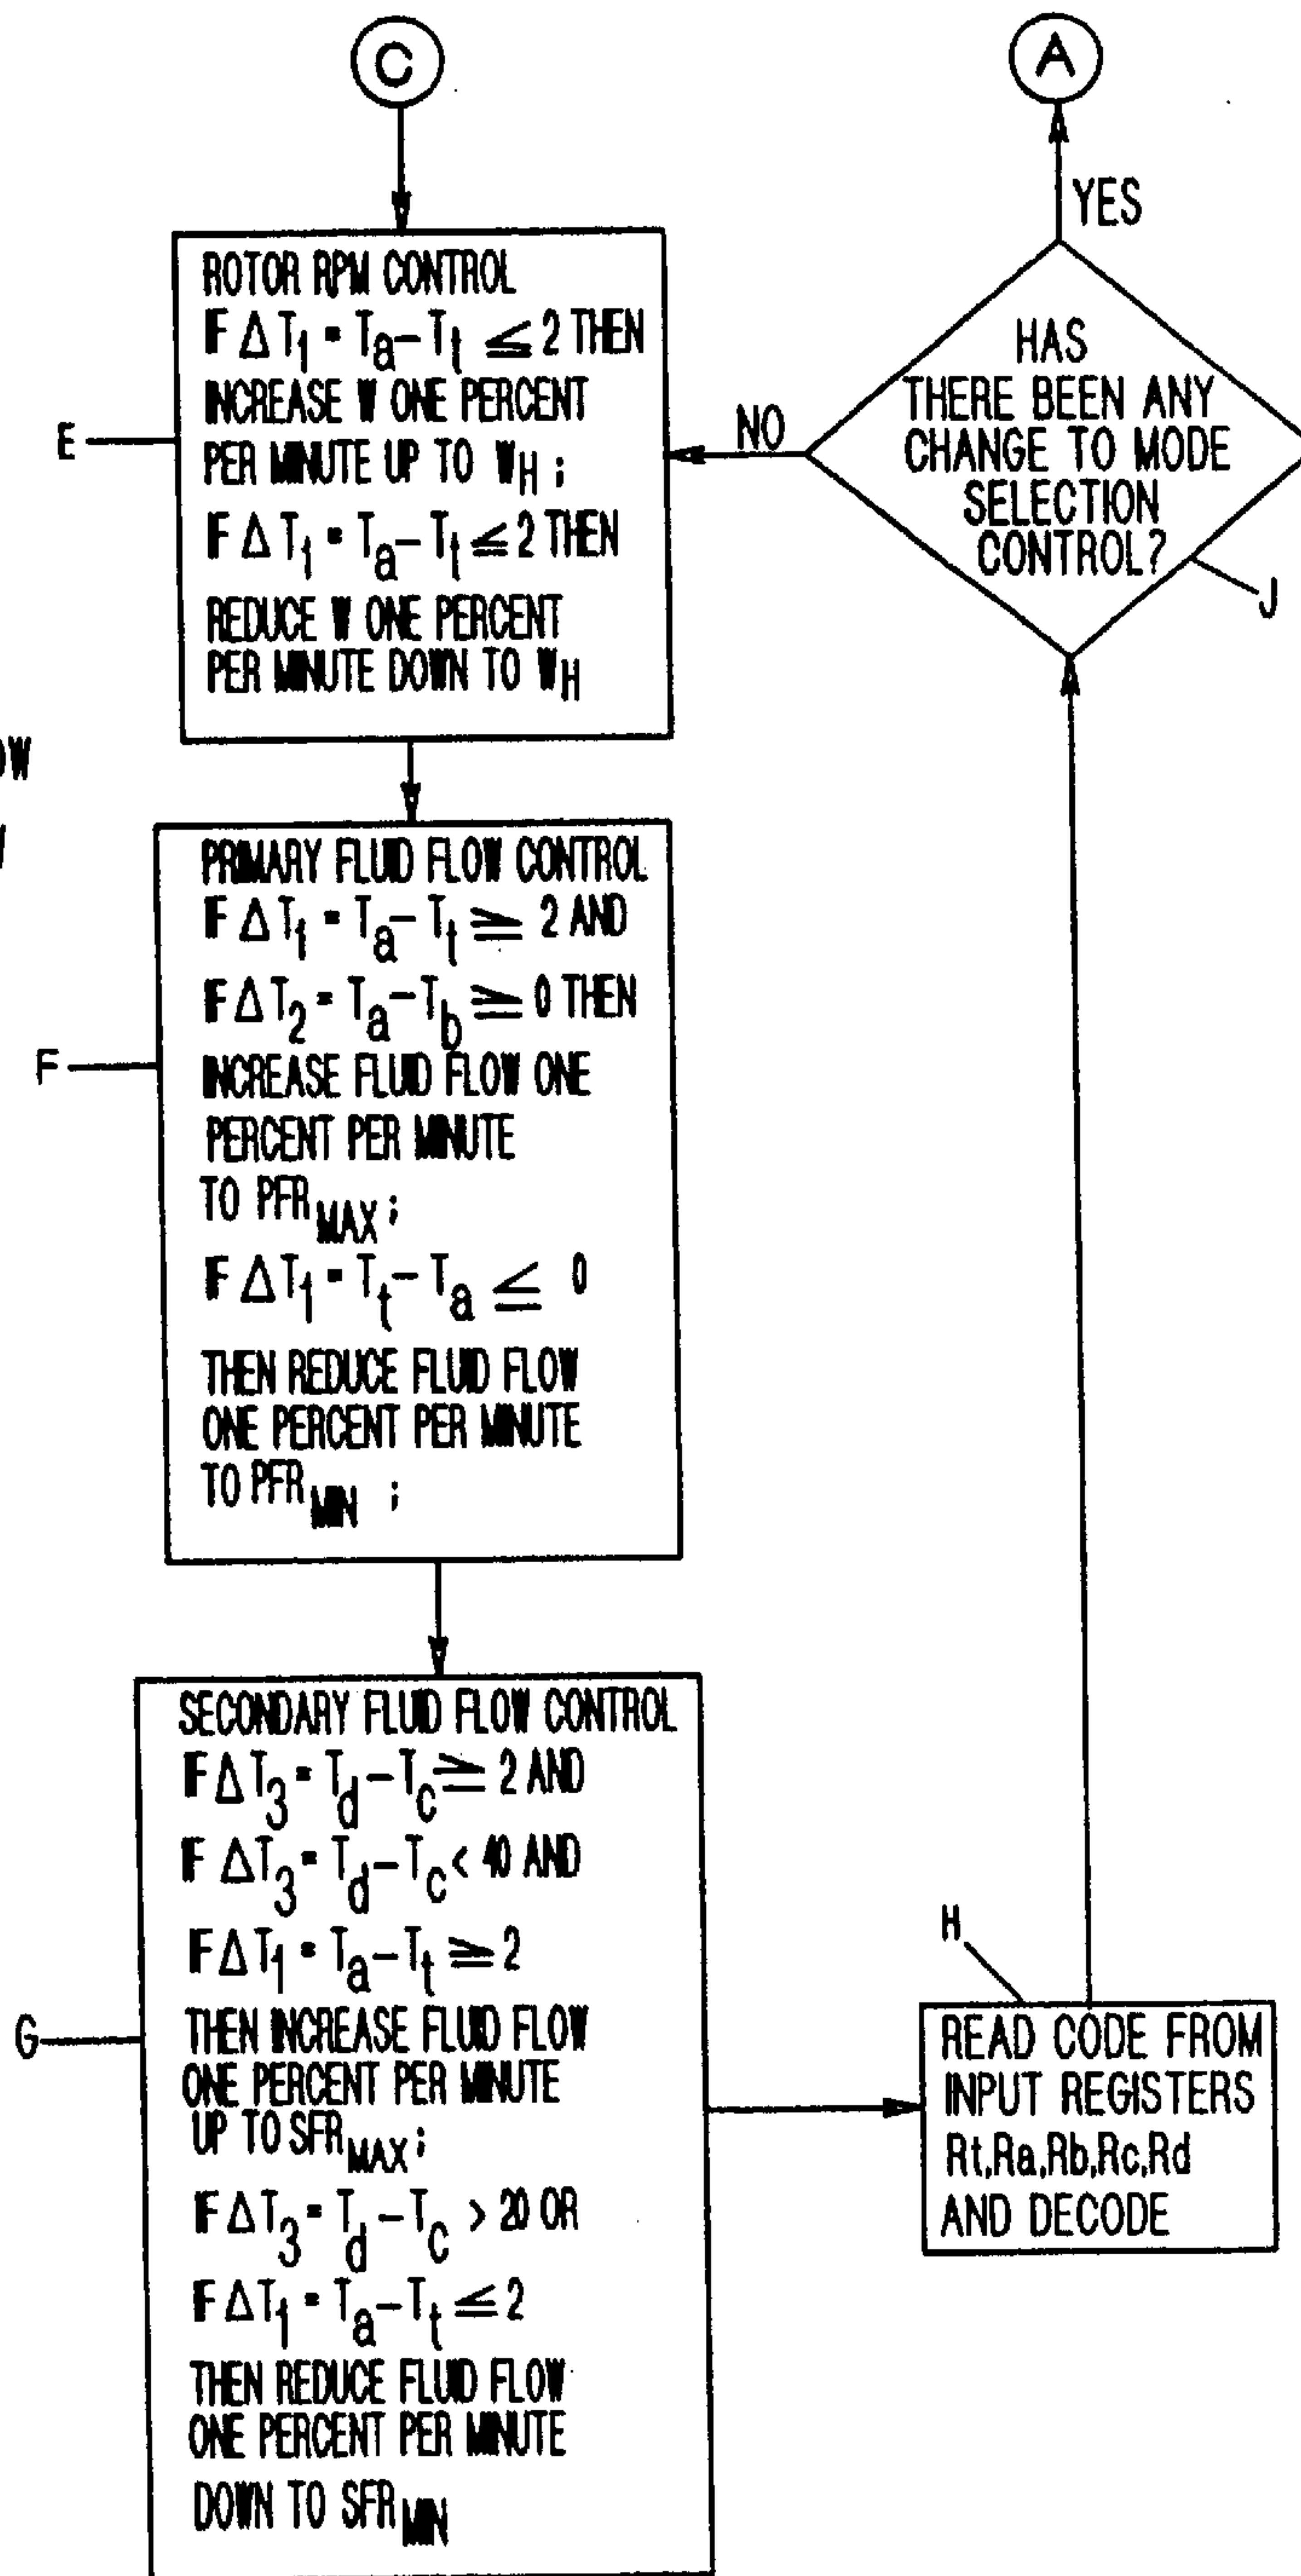 C
A
YES
ROTOR RPM CONTROL
IF ΔT1 = Ta - Tt ≦ 2 THEN
INCREASE W ONE PERCENT
PER MINUTE UP TO WH ;
IF ΔT1 = Ta - Tt ≦ 2 THEN
REDUCE W ONE PERCENT
PER MINUTE DOWN TO WH
E
NO
HAS
THERE BEEN ANY
CHANGE TO MODE
SELECTION
CONTROL?
J
PRIMARY FLUID FLOW CONTROL
IF ΔT1 = Ta - Tt ≧ 2 AND
IF ΔT2 = Ta - Tb ≧ 0 THEN
INCREASE FLUID FLOW ONE
PERCENT PER MINUTE
TO PFRMAX ;
IF ΔT1 = Tt - Ta ≦ 0
THEN REDUCE FLUID FLOW
ONE PERCENT PER MINUTE
TO PFRMIN ;
F
SECONDARY FLUID FLOW CONTROL
IF ΔT3 = Td - Tc ≧ 2 AND
IF ΔT3 = Td - Tc < 40 AND
IF ΔT1 = Ta - Tt ≧ 2
THEN INCREASE FLUID FLOW
ONE PERCENT PER MINUTE
UP TO SFRMAX ;
IF ΔT3 = Td - Tc > 20 OR
IF ΔT1 = Ta - Tt ≦ 2
THEN REDUCE FLUID FLOW
ONE PERCENT PER MINUTE
DOWN TO SFRMIN
G
H
READ CODE FROM
INPUT REGISTERS
Rt,Ra,Rb,Rc,Rd
AND DECODE